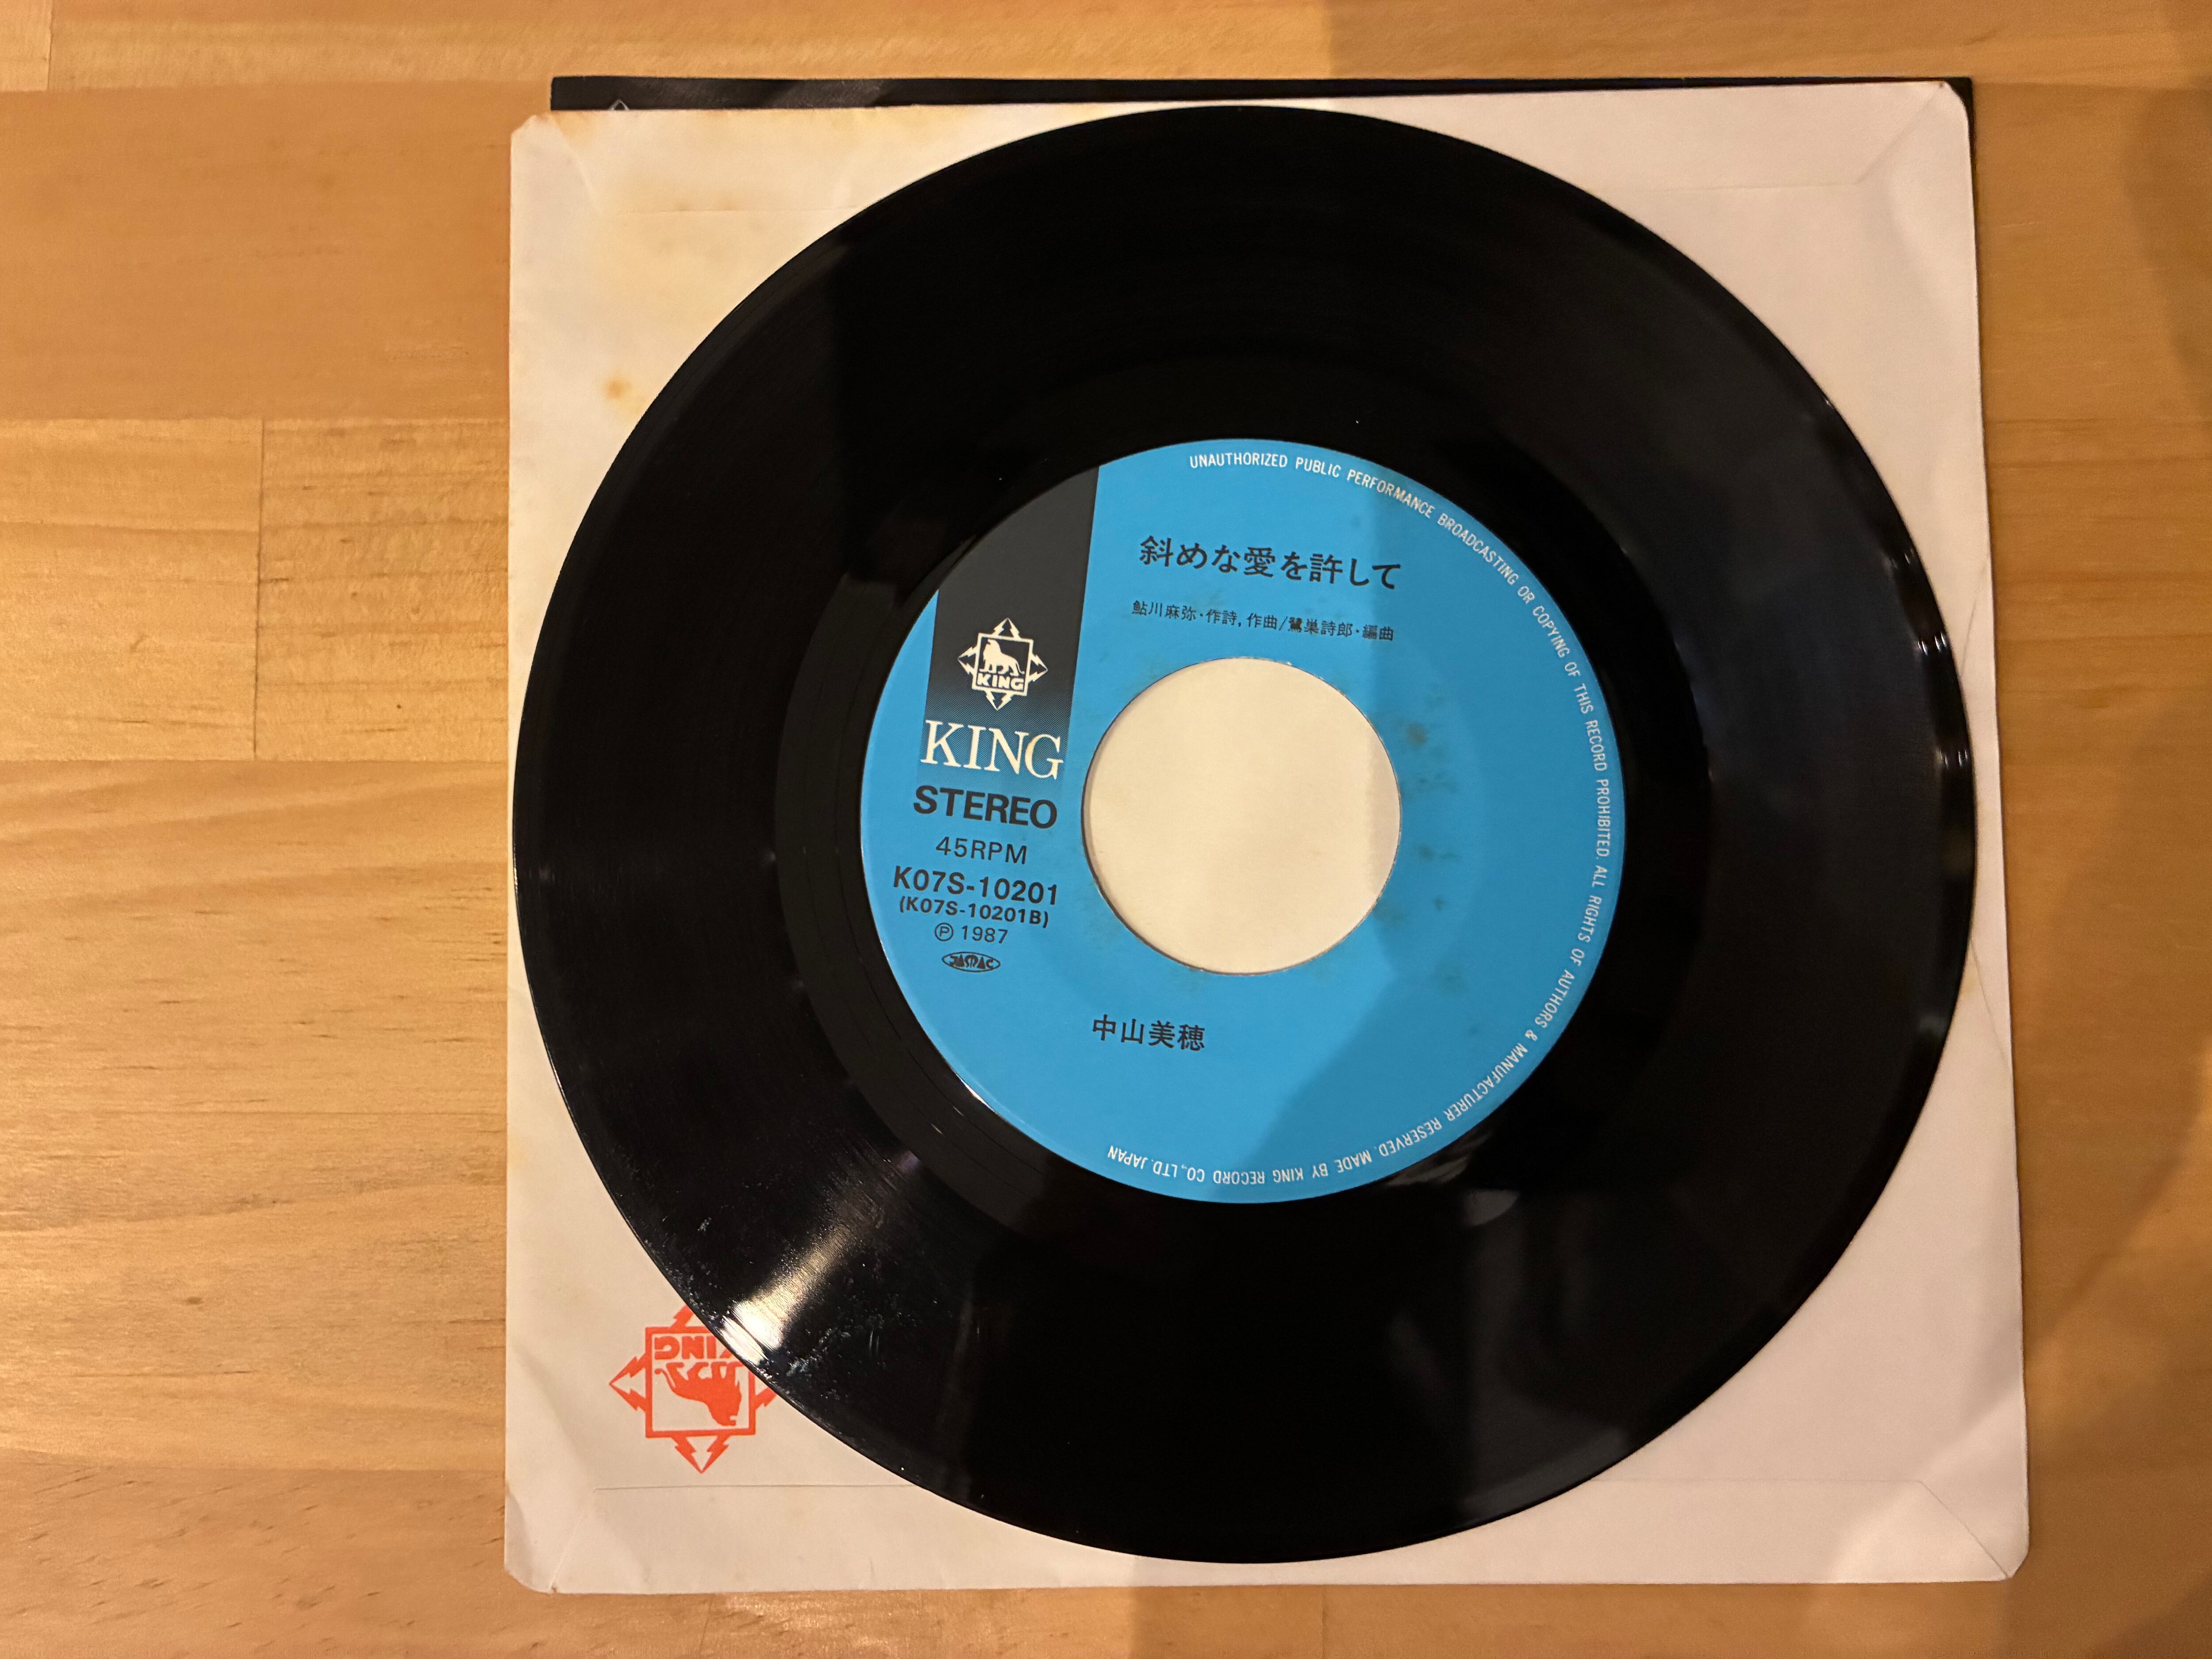 UNAUTHORIZED PUBLIC PERFORMANCE BROADCASTING OR COPYING OF THIS RECORD PROHIBITED. ALL RIGHTS OF AUTHORS & MANUFACTURER RESERVED. MADE BY KING RECORD CO., LTD. JAPAN
斜めな愛を許して
鮎川麻弥・作詩, 作曲/鷺巣詩郎・編曲
KING
KING
STEREO
45RPM
K07S-10201
(K07S-10201B)
Ⓟ 1987
JASRAC
中山美穂
KING